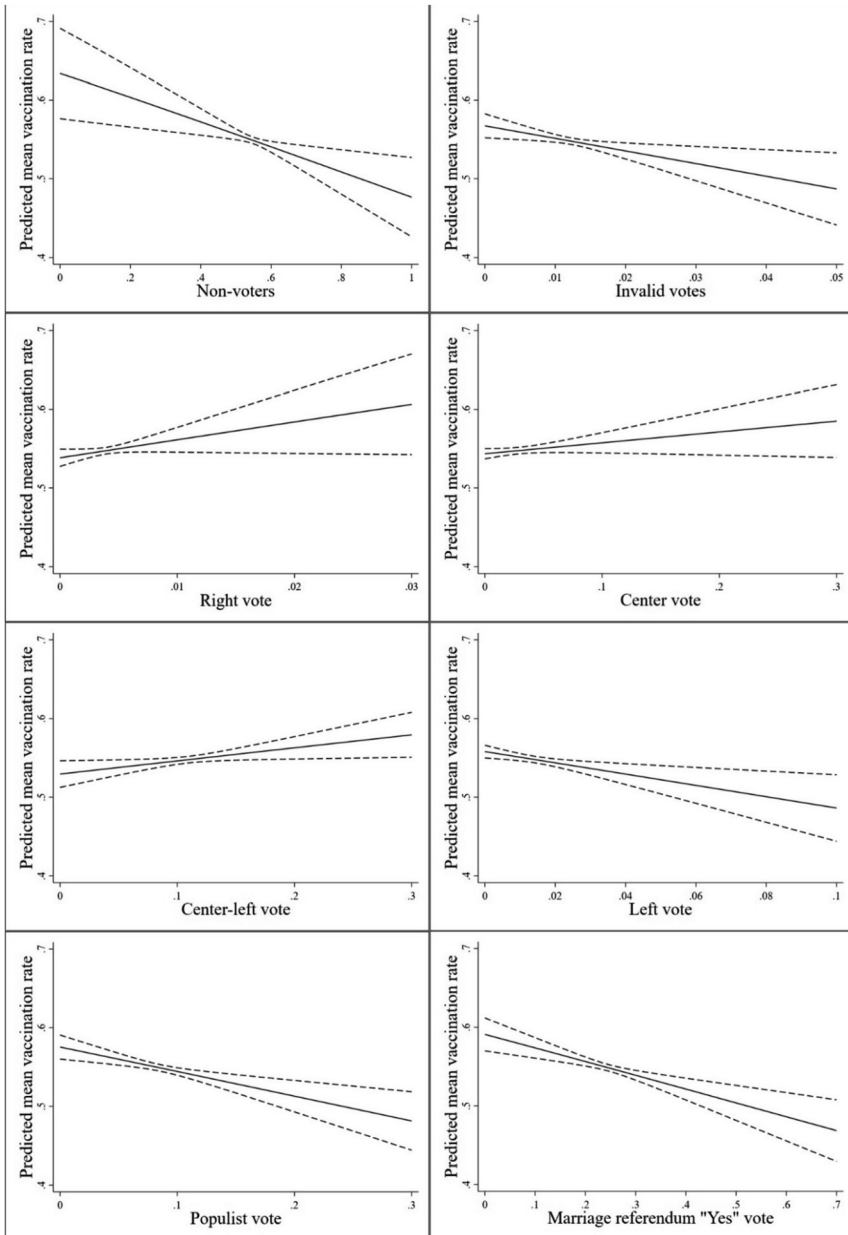 Predicted mean vaccination rate
.7
.6
.5
.4
0 .2 .4 .6 .8 1
Non-voters
Predicted mean vaccination rate
.7
.6
.5
.4
0 .01 .02 .03 .04 .05
Invalid votes
Predicted mean vaccination rate
.7
.6
.5
.4
0 .01 .02 .03
Right vote
Predicted mean vaccination rate
.7
.6
.5
.4
0 .1 .2 .3
Center vote
Predicted mean vaccination rate
.7
.6
.5
.4
0 .1 .2 .3
Center-left vote
Predicted mean vaccination rate
.7
.6
.5
.4
0 .02 .04 .06 .08 .1
Left vote
Predicted mean vaccination rate
.7
.6
.5
.4
0 .1 .2 .3
Populist vote
Predicted mean vaccination rate
.7
.6
.5
.4
0 .1 .2 .3 .4 .5 .6 .7
Marriage referendum "Yes" vote